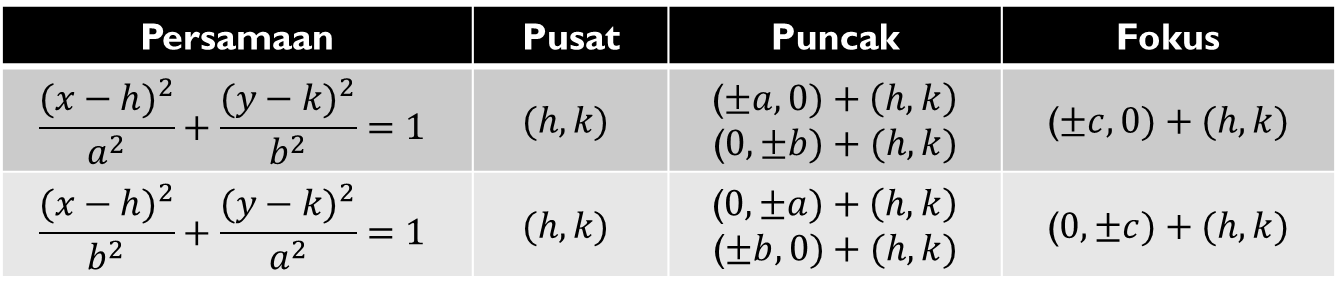 Persamaan Pusat Puncak Fokus
(x − h)²/a² + (y − k)²/b² = 1 (h, k) (±a, 0) + (h, k) (±c, 0) + (h, k)
(0, ±b) + (h, k)
(x − h)²/b² + (y − k)²/a² = 1 (h, k) (0, ±a) + (h, k) (0, ±c) + (h, k)
(±b, 0) + (h, k)